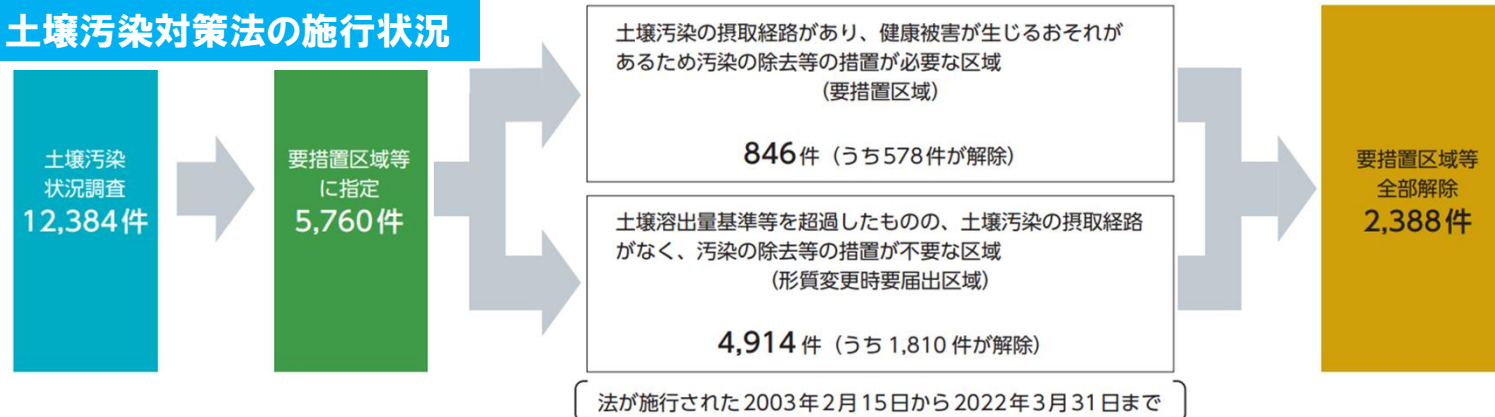 土壌汚染対策法の施行状況
土壌汚染
状況調査
12,384件
要措置区域等
に指定
5,760件
土壌汚染の摂取経路があり、健康被害が生じるおそれが
あるため汚染の除去等の措置が必要な区域
(要措置区域)
846件(うち578件が解除)
土壌溶出量基準等を超過したものの、土壌汚染の摂取経路
がなく、汚染の除去等の措置が不要な区域
(形質変更時要届出区域)
4,914件(うち1,810件が解除)
要措置区域等
全部解除
2,388件
法が施行された2003年2月15日から2022年3月31日まで